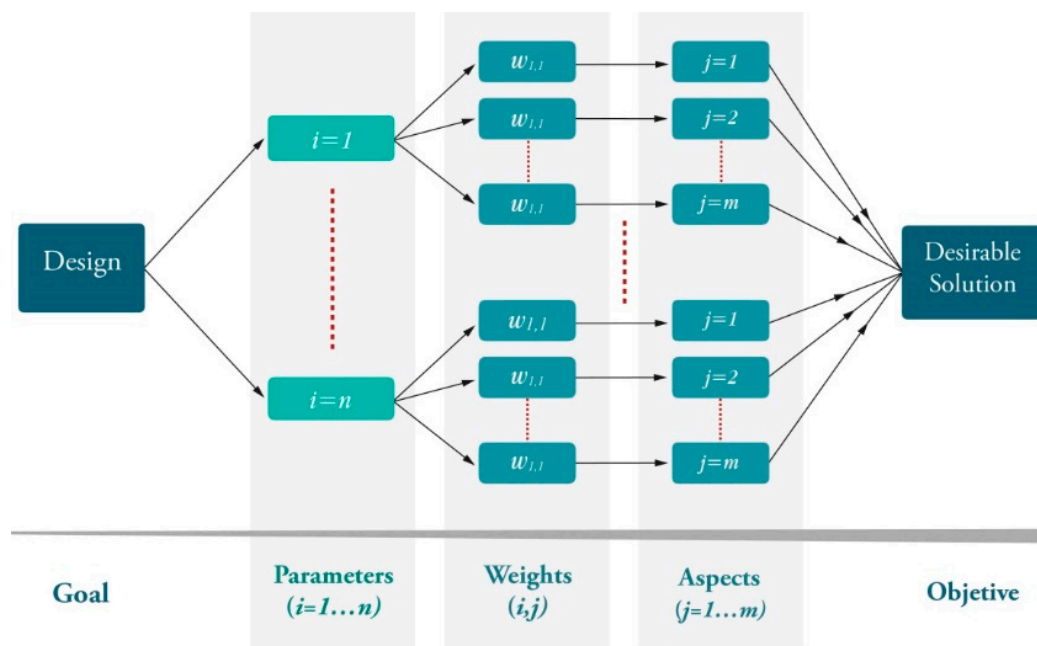 w1,1
j=1
w1,1
j=2
i=1
w1,1
j=m
Design
Desirable
Solution
w1,1
j=1
w1,1
j=2
i=n
w1,1
j=m
Goal
Parameters
(i=1...n)
Weights
(i,j)
Aspects
(j=1...m)
Objetive